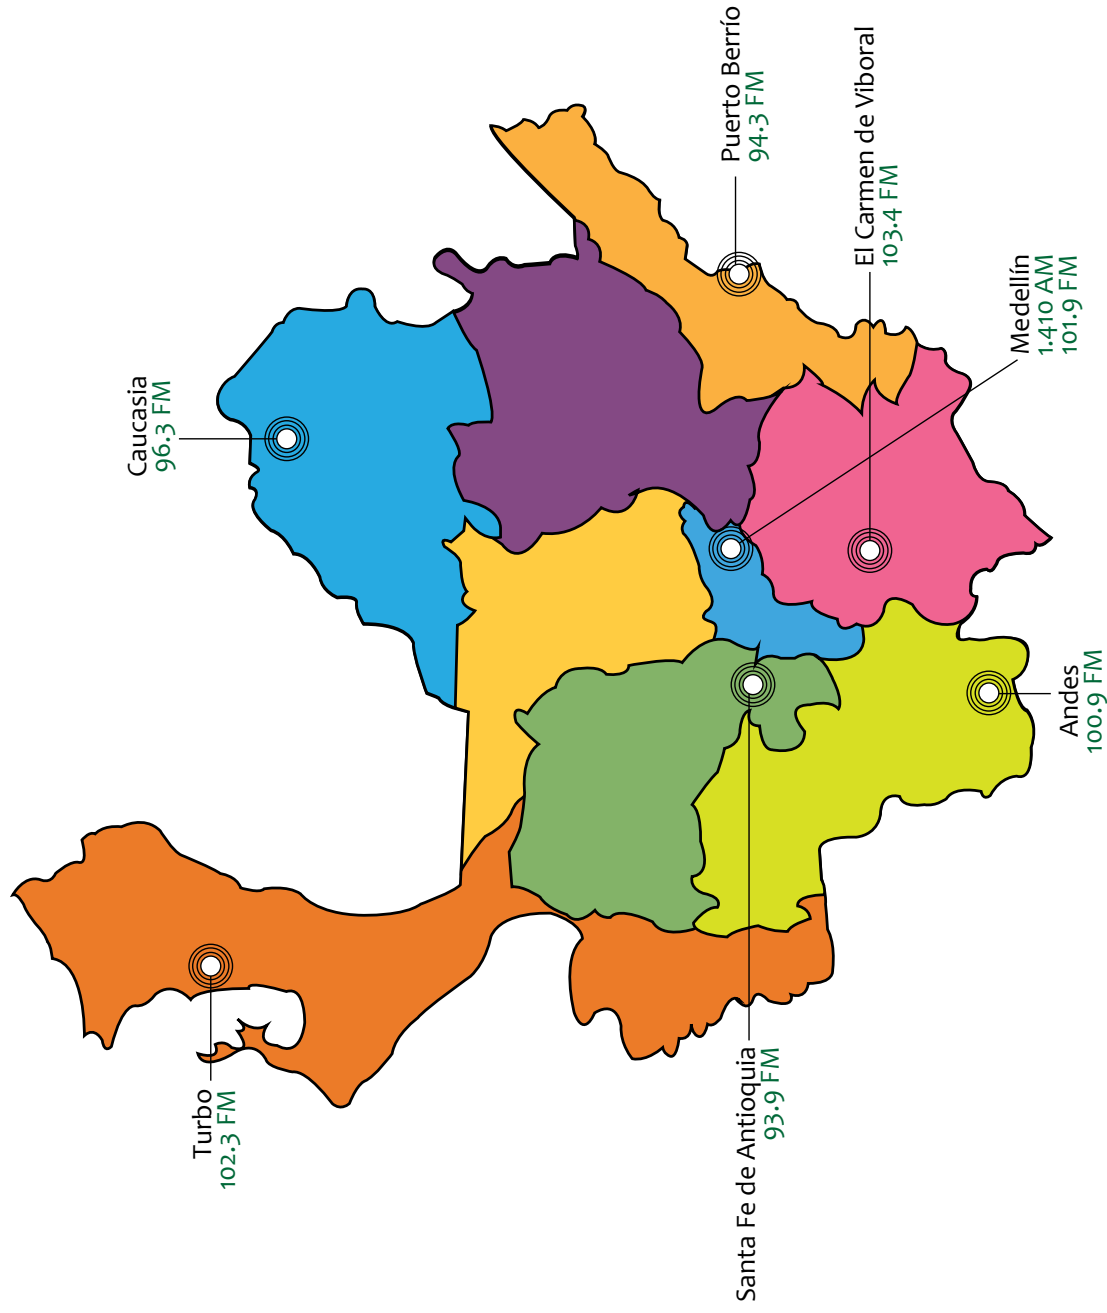 Turbo
102.3 FM
Caucasia
96.3 FM
Puerto Berrío
94.3 FM
El Carmen de Viboral
103.4 FM
Medellín
1.410 AM
101.9 FM
Santa Fe de Antioquia
93.9 FM
Andes
100.9 FM